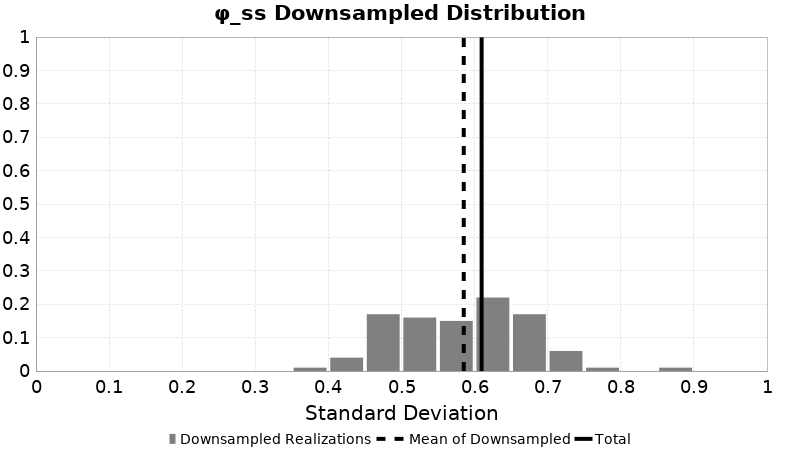 φ_ss Downsampled Distribution
1
0.9
0.8
0.7
0.6
0.5
0.4
0.3
0.2
0.1
0
0 0.1 0.2 0.3 0.4 0.5 0.6 0.7 0.8 0.9 1
Standard Deviation
Downsampled Realizations Mean of Downsampled Total